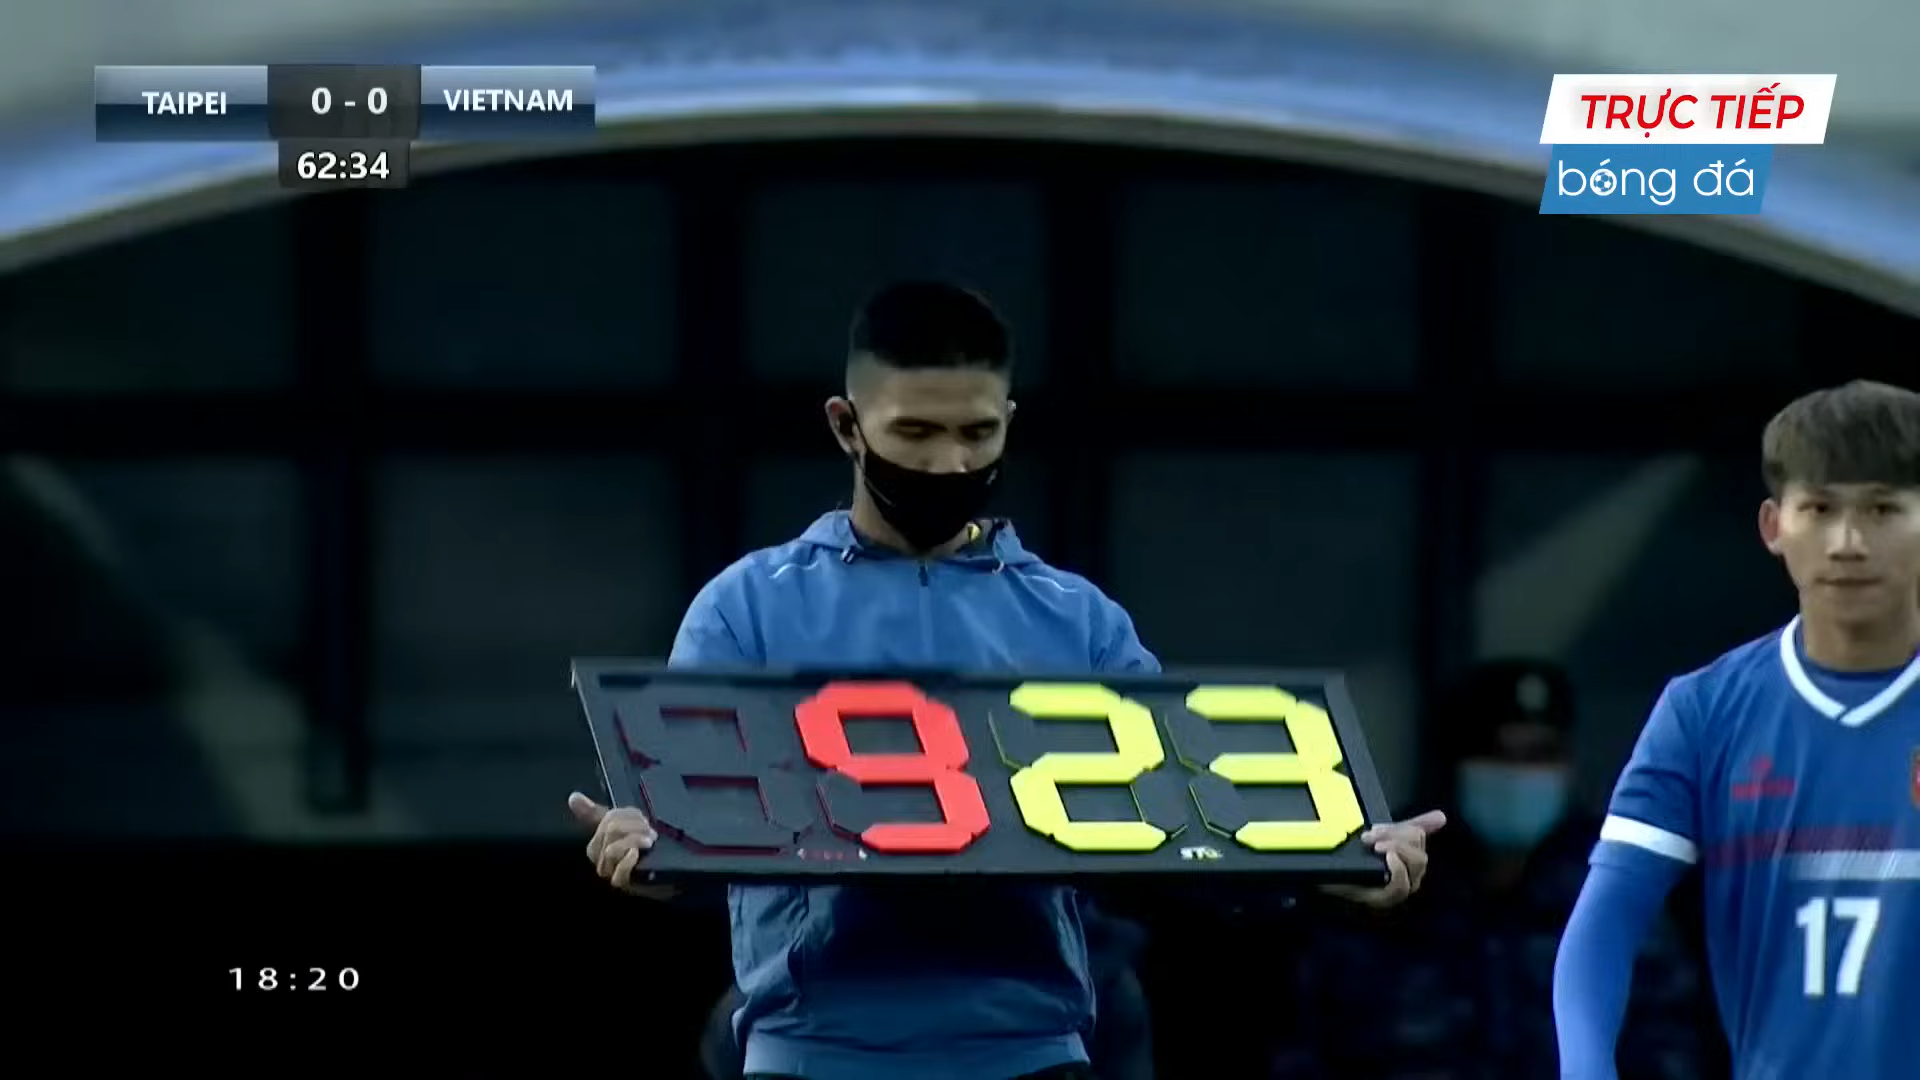 TAIPEI 0 - 0 VIETNAM
62:34
TRỰC TIẾP
bóng đá
9 23
17
18:20